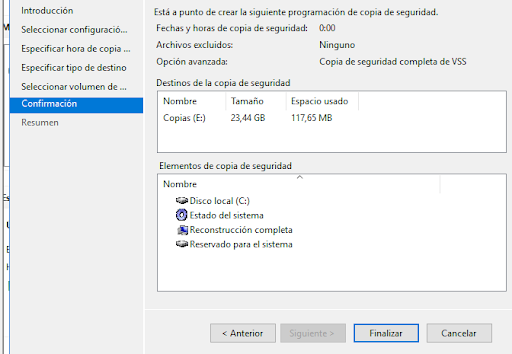 Introducción
Seleccionar configuració...
Especificar hora de copia ...
Especificar tipo de destino
Seleccionar volumen de ...
Confirmación
Resumen
Está a punto de crear la siguiente programación de copia de seguridad.
Fechas y horas de copia de seguridad: 0:00
Archivos excluidos: Ninguno
Opción avanzada: Copia de seguridad completa de VSS
Destinos de la copia de seguridad
Nombre Tamaño Espacio usado
Copias (E:) 23,44 GB 117,65 MB
Elementos de copia de seguridad
Nombre
Disco local (C:)
Estado del sistema
Reconstrucción completa
Reservado para el sistema
< Anterior Siguiente > Finalizar Cancelar